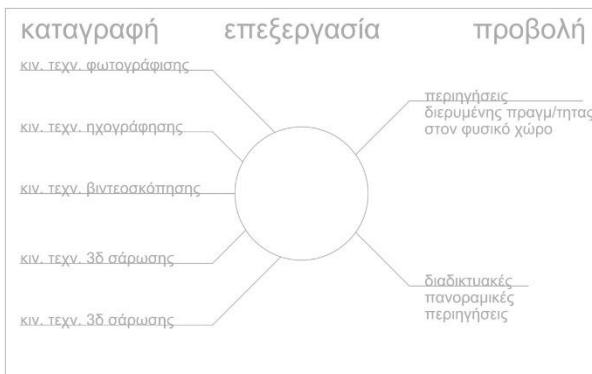 καταγραφή επεξεργασία προβολή
κιν. τεχν. φωτογράφισης
κιν. τεχν. ηχογράφησης
κιν. τεχν. βιντεοσκόπησης
κιν. τεχν. 3δ σάρωσης
κιν. τεχν. 3δ σάρωσης
περιηγήσεις
διερυμένης πραγμ/τητας
στον φυσικό χώρο
διαδικτυακές
πανοραμικές
περιηγήσεις